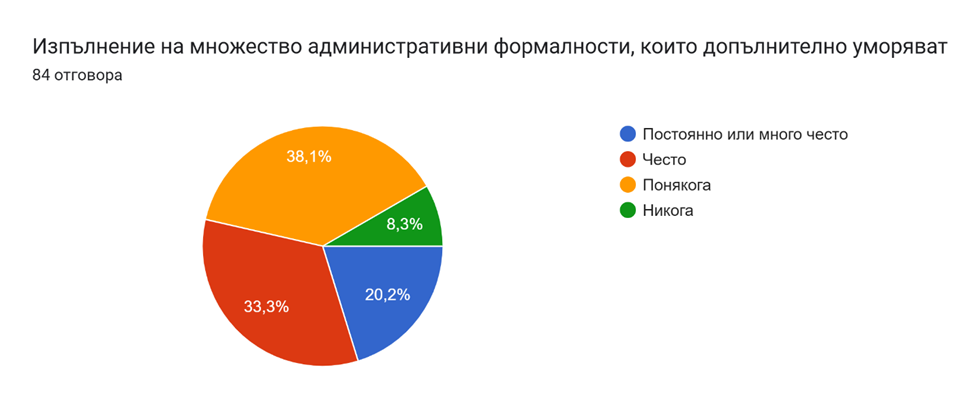 Изпълнение на множество административни формалности, които допълнително уморяват
84 отговора
38,1%
8,3%
33,3%
20,2%
Постоянно или много често
Често
Понякога
Никога